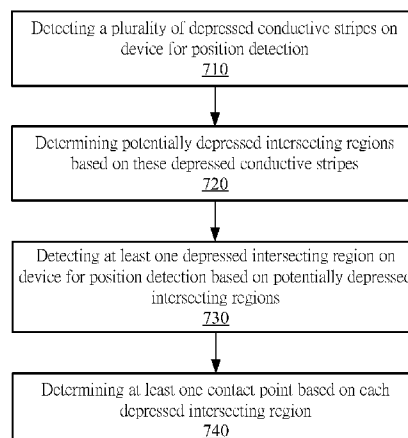 Detecting a plurality of depressed conductive stripes on
device for position detection
710
Determining potentially depressed intersecting regions
based on these depressed conductive stripes
720
Detecting at least one depressed intersecting region on
device for position detection based on potentially depressed
intersecting regions
730
Determining at least one contact point based on each
depressed intersecting region
740